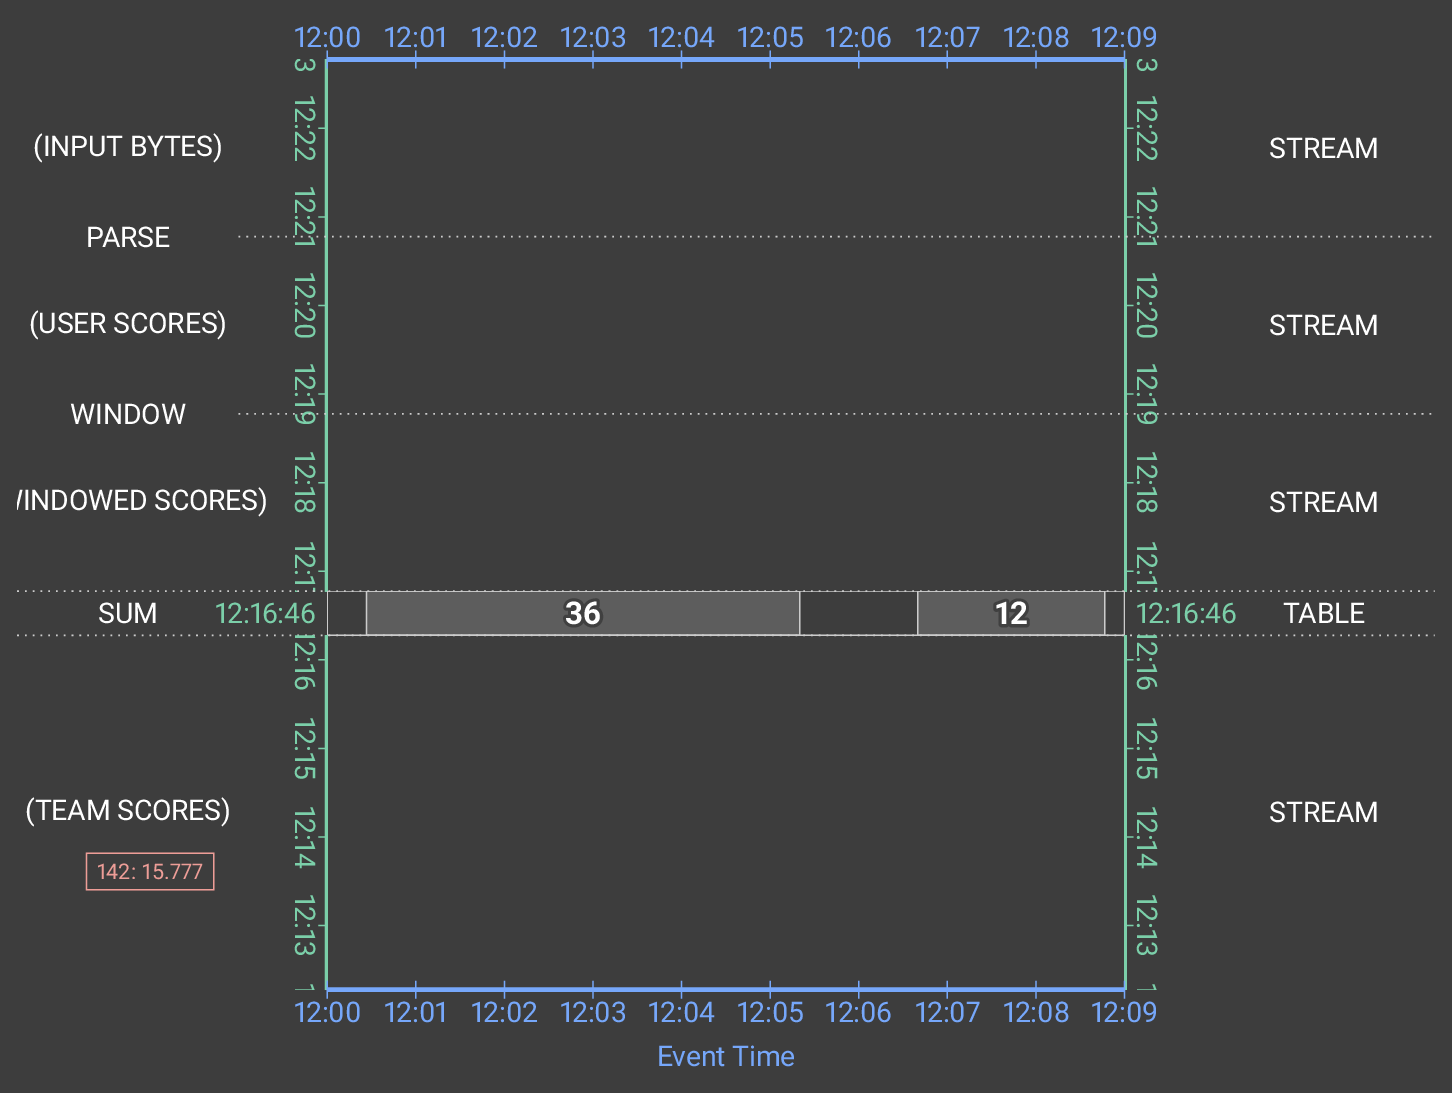 12:00 12:01 12:02 12:03 12:04 12:05 12:06 12:07 12:08 12:09
3 3
12:22 12:22
(INPUT BYTES) STREAM
12:21 12:21
PARSE
12:20 12:20
(USER SCORES) STREAM
12:19 12:19
WINDOW
12:18 12:18
/INDOWED SCORES) STREAM
12:1 12:1
SUM 12:16:46 36 12 12:16:46 TABLE
12:16 12:16
12:15 12:15
(TEAM SCORES) STREAM
12:14 12:14
142: 15.777
12:13 12:13
12:00 12:01 12:02 12:03 12:04 12:05 12:06 12:07 12:08 12:09
Event Time